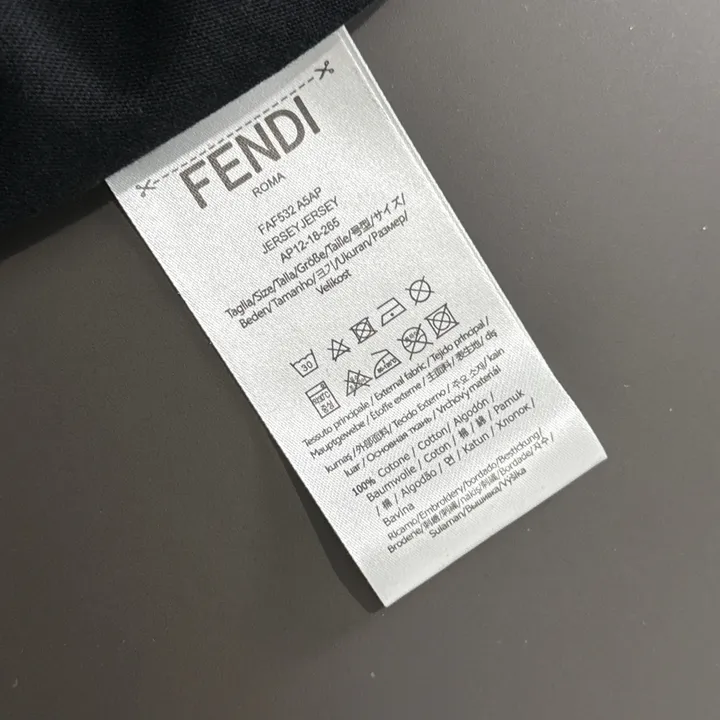 FENDI
ROMA
FAF532 A5AP
JERSEYJERSEY
AP12-18-265
Taglia/Size/Talla/Größe/Taille/号型/サイズ/
Beden/Tamanho/크기/Ukuran/Размер/
Velikost
30
Tessuto principale / External fabric / Tejido principal /
Hauptgewebe / Étoffe externe / 主面料 / 表生地 / dış
kumaş / 外部面料 / Tecido Externo / 주요 소재 / kain
luar / Основная ткань / Vrchový materiál
100% Cotone / Cotton / Algodón /
Baumwolle / Coton / 棉 / 綿 / Pamuk
/ 棉 / Algodão / 면 / Katun / Хлопок /
Bavlna
Ricamo/Embroidery/bordado/Bestickung/
Broderie/刺繡/刺繍/nakış/刺繡/Bordade/자수/
Sulaman/Вышивка/Výšivka